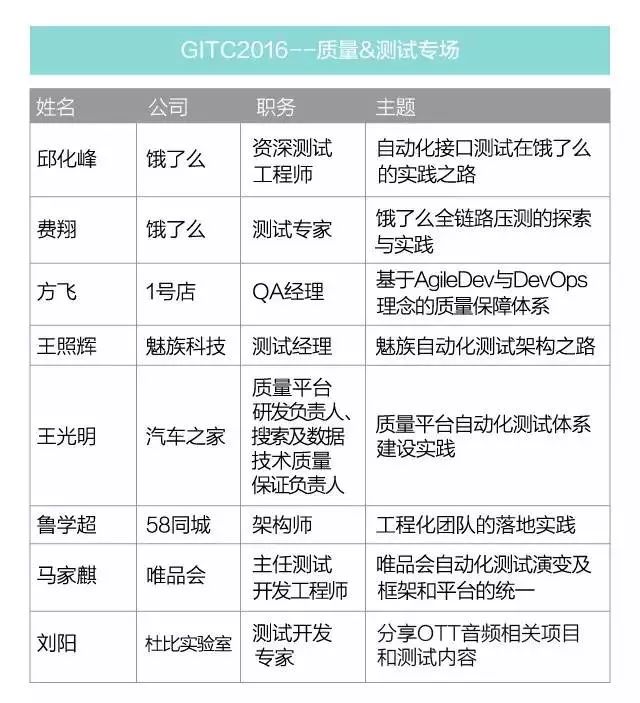 GITC2016--质量&测试专场
姓名 公司 职务 主题
邱化峰 饿了么 资深测试
工程师 自动化接口测试在饿了么
的实践之路
费翔 饿了么 测试专家 饿了么全链路压测的探索
与实践
方飞 1号店 QA经理 基于AgileDev与DevOps
理念的质量保障体系
王照辉 魅族科技 测试经理 魅族自动化测试架构之路
王光明 汽车之家 质量平台
研发负责人、
搜索及数据
技术质量
保证负责人 质量平台自动化测试体系
建设实践
鲁学超 58同城 架构师 工程化团队的落地实践
马家麒 唯品会 主任测试
开发工程师 唯品会自动化测试演变及
框架和平台的统一
刘阳 杜比实验室 测试开发
专家 分享OTT音频相关项目
和测试内容